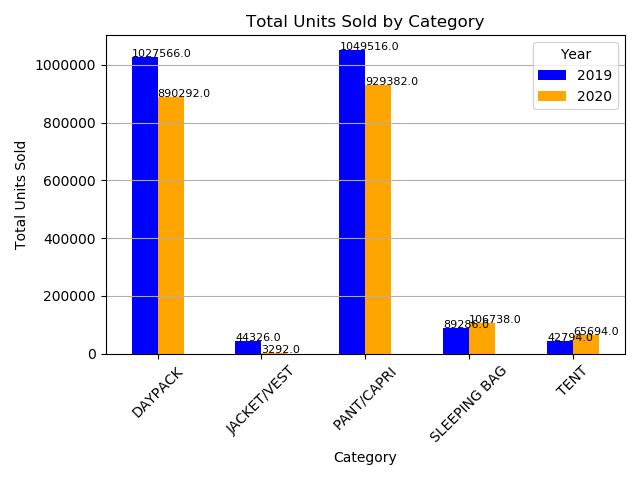 Total Units Sold by Category
Year
2019
2020
1027566.0
890292.0
44326.0
3292.0
1049516.0
929382.0
89286.0
106738.0
42794.0
65694.0
Total Units Sold
1000000
800000
600000
400000
200000
0
DAYPACK
JACKET/VEST
PANT/CAPRI
SLEEPING BAG
TENT
Category